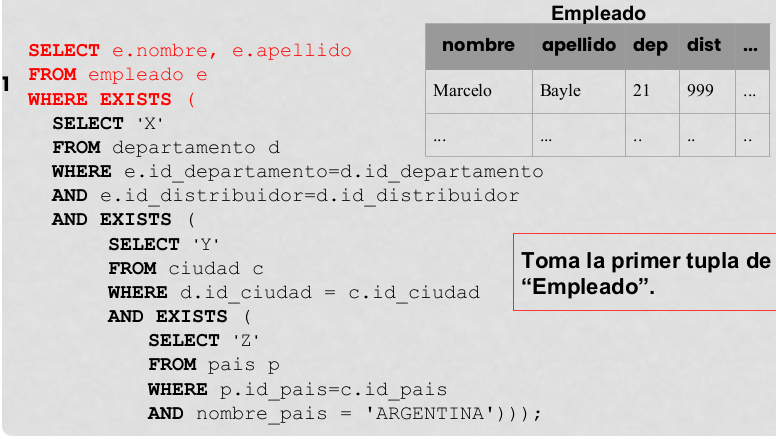 Empleado
nombre apellido dep dist ...
Marcelo Bayle 21 999 ...
... ... .. .. ..
1
SELECT e.nombre, e.apellido
FROM empleado e
WHERE EXISTS (
SELECT 'X'
FROM departamento d
WHERE e.id_departamento=d.id_departamento
AND e.id_distribuidor=d.id_distribuidor
AND EXISTS (
SELECT 'Y'
FROM ciudad c
WHERE d.id_ciudad = c.id_ciudad
AND EXISTS (
SELECT 'Z'
FROM pais p
WHERE p.id_pais=c.id_pais
AND nombre_pais = 'ARGENTINA')));
Toma la primer tupla de
“Empleado”.